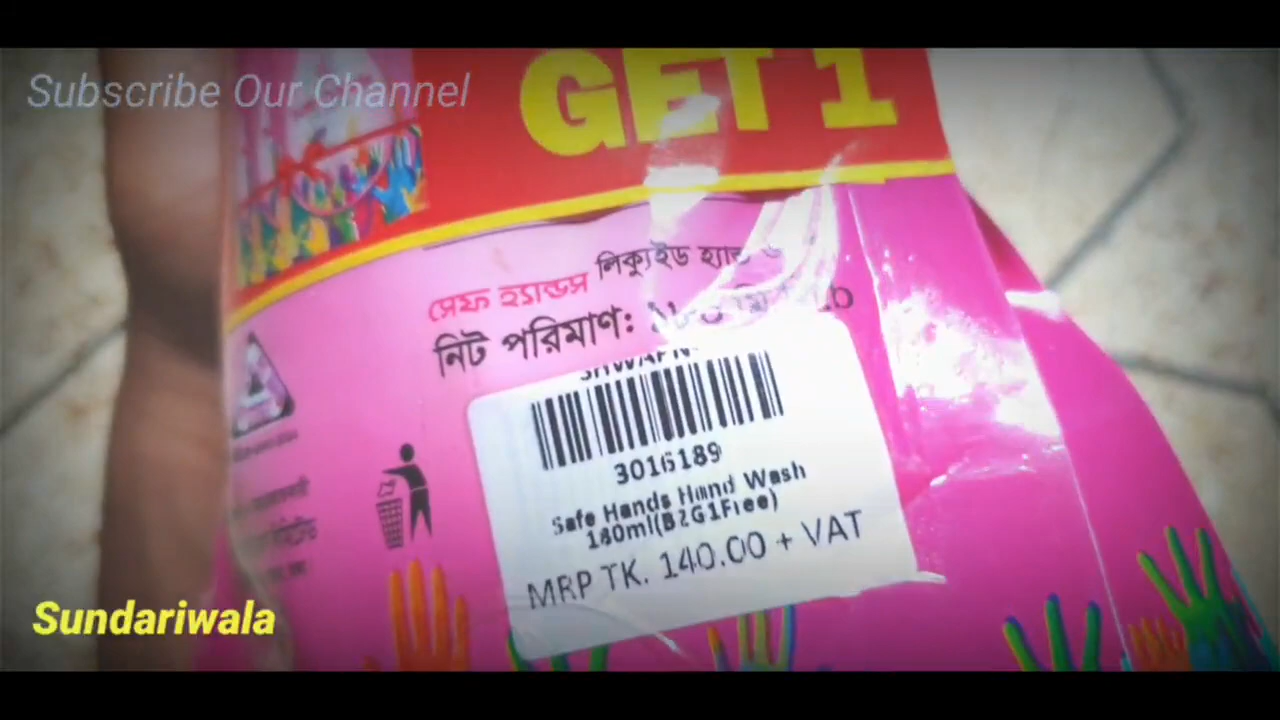 Subscribe Our Channel
GET 1
সেফ হ্যান্ডস লিক্যুইড হ্যান্ড
নিট পরিমাণ:
3016189
Safe Hands Hand Wash
180ml(B2G1Free)
MRP TK. 140.00 + VAT
Sundariwala